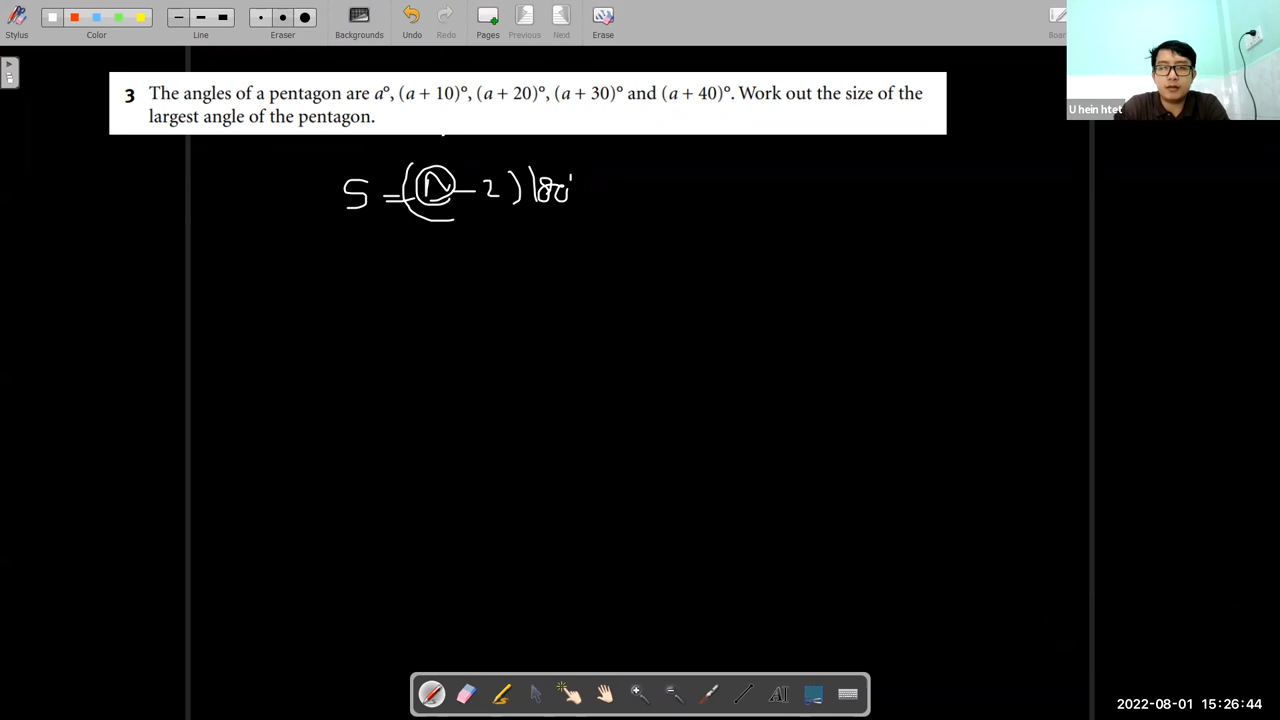 Stylus
Color
Line
Eraser
Backgrounds
Undo
Redo
Pages
Previous
Next
Erase
Boar
U hein htet
3 The angles of a pentagon are a°, (a + 10)°, (a + 20)°, (a + 30)° and (a + 40)°. Work out the size of the
largest angle of the pentagon.
S = (N - 2) 180°
AI
2022-08-01 15:26:44